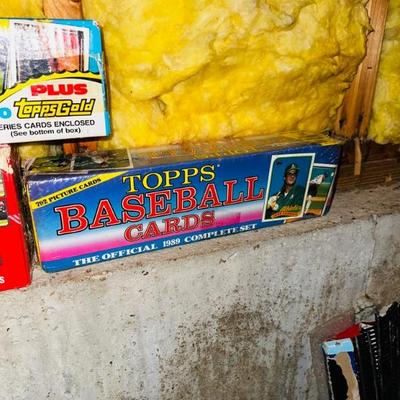 PLUS
ToppsGold
ERIES CARDS ENCLOSED
(See bottom of box)
792 PICTURE CARDS
TOPPS
BASEBALL
CARDS
THE OFFICIAL 1989 COMPLETE SET